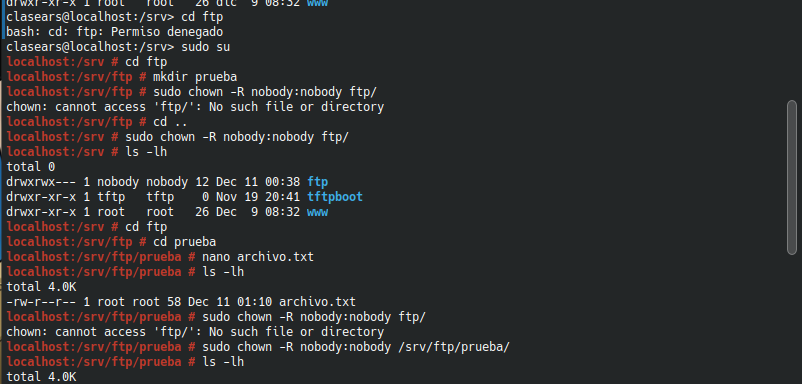 drwxr-xr-x 1 root   root   26 dic  9 08:32 www
clasears@localhost:/srv> cd ftp
bash: cd: ftp: Permiso denegado
clasears@localhost:/srv> sudo su
localhost:/srv # cd ftp
localhost:/srv/ftp # mkdir prueba
localhost:/srv/ftp # sudo chown -R nobody:nobody ftp/
chown: cannot access 'ftp/': No such file or directory
localhost:/srv/ftp # cd ..
localhost:/srv # sudo chown -R nobody:nobody ftp/
localhost:/srv # ls -lh
total 0
drwxrwx--- 1 nobody nobody 12 Dec 11 00:38 ftp
drwxr-xr-x 1 tftp   tftp    0 Nov 19 20:41 tftpboot
drwxr-xr-x 1 root   root   26 Dec  9 08:32 www
localhost:/srv # cd ftp
localhost:/srv/ftp # cd prueba
localhost:/srv/ftp/prueba # nano archivo.txt
localhost:/srv/ftp/prueba # ls -lh
total 4.0K
-rw-r--r-- 1 root root 58 Dec 11 01:10 archivo.txt
localhost:/srv/ftp/prueba # sudo chown -R nobody:nobody ftp/
chown: cannot access 'ftp/': No such file or directory
localhost:/srv/ftp/prueba # sudo chown -R nobody:nobody /srv/ftp/prueba/
localhost:/srv/ftp/prueba # ls -lh
total 4.0K